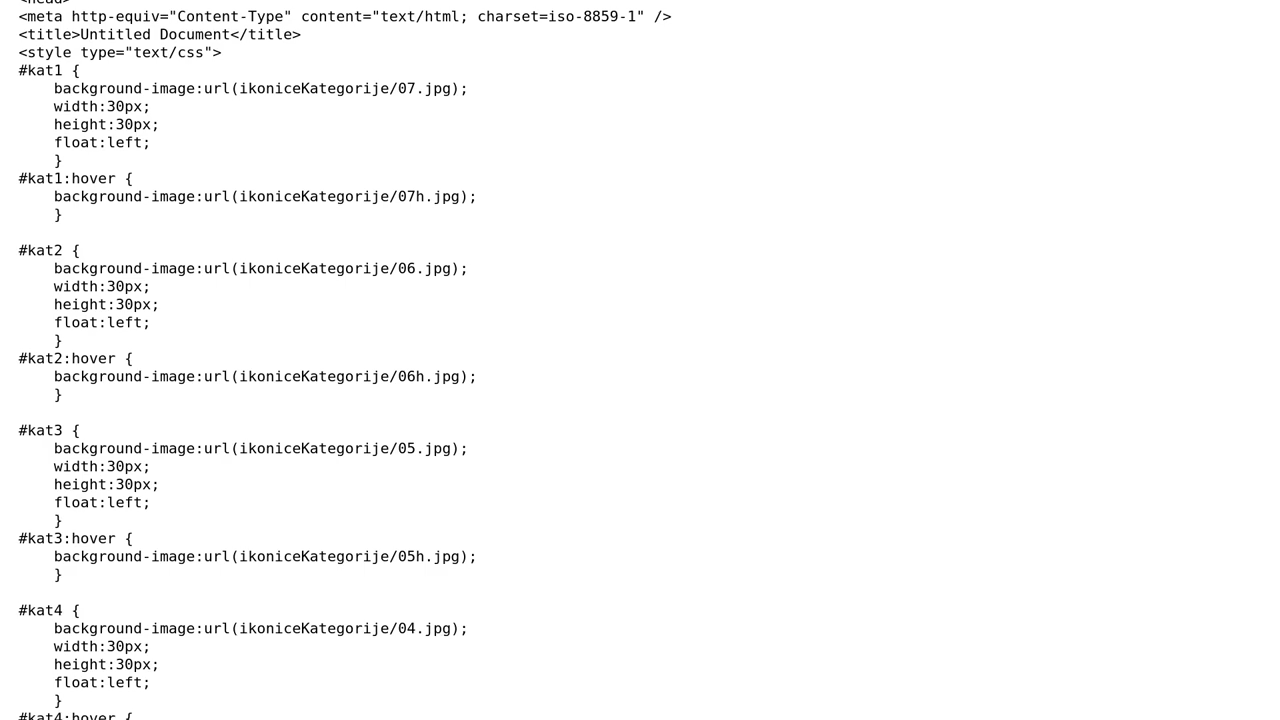 <head>
<meta http-equiv="Content-Type" content="text/html; charset=iso-8859-1" />
<title>Untitled Document</title>
<style type="text/css">
#kat1 {
    background-image:url(ikoniceKategorije/07.jpg);
    width:30px;
    height:30px;
    float:left;
    }
#kat1:hover {
    background-image:url(ikoniceKategorije/07h.jpg);
    }

#kat2 {
    background-image:url(ikoniceKategorije/06.jpg);
    width:30px;
    height:30px;
    float:left;
    }
#kat2:hover {
    background-image:url(ikoniceKategorije/06h.jpg);
    }

#kat3 {
    background-image:url(ikoniceKategorije/05.jpg);
    width:30px;
    height:30px;
    float:left;
    }
#kat3:hover {
    background-image:url(ikoniceKategorije/05h.jpg);
    }

#kat4 {
    background-image:url(ikoniceKategorije/04.jpg);
    width:30px;
    height:30px;
    float:left;
    }
#kat4:hover {